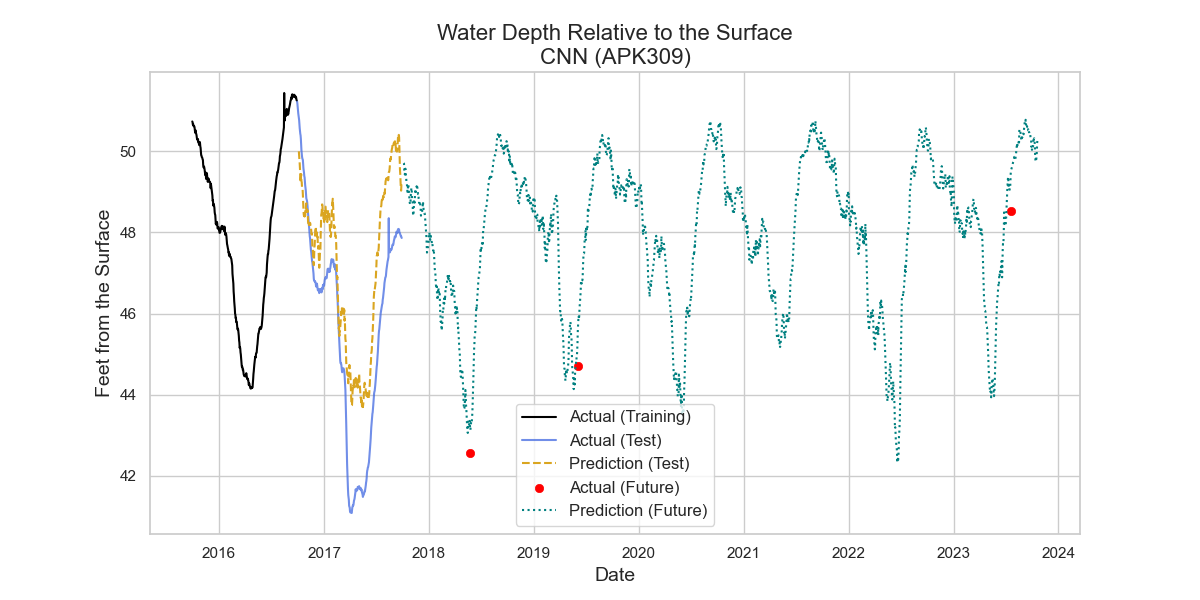 Water Depth Relative to the Surface
CNN (APK309)
Feet from the Surface
50
48
46
44
42
Actual (Training)
Actual (Test)
Prediction (Test)
Actual (Future)
Prediction (Future)
2016 2017 2018 2019 2020 2021 2022 2023 2024
Date